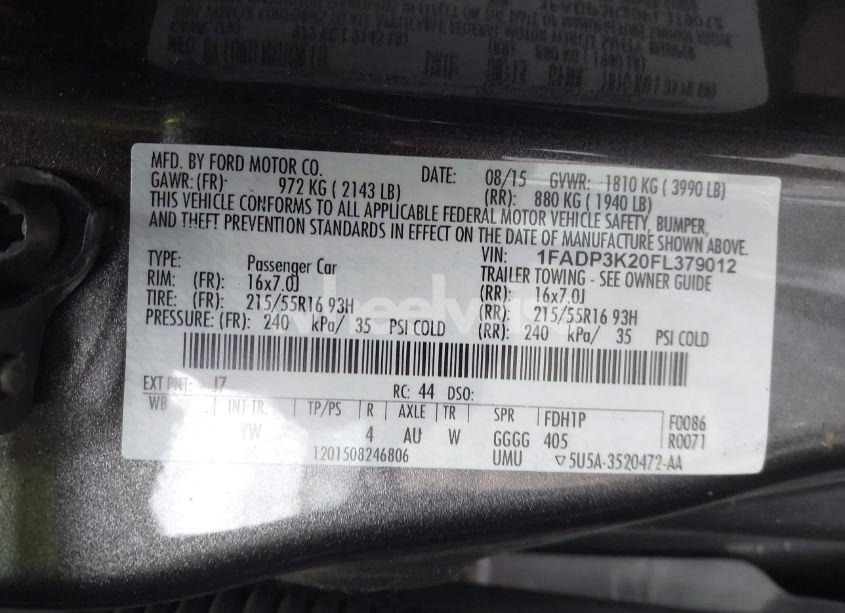 MFD. BY FORD MOTOR CO. DATE: 08/15 GVWR: 1810 KG ( 3990 LB)
GAWR: (FR): 972 KG ( 2143 LB) (RR): 880 KG ( 1940 LB)
THIS VEHICLE CONFORMS TO ALL APPLICABLE FEDERAL MOTOR VEHICLE SAFETY, BUMPER,
AND THEFT PREVENTION STANDARDS IN EFFECT ON THE DATE OF MANUFACTURE SHOWN ABOVE.
VIN: 1FADP3K20FL379012
TYPE: Passenger Car TRAILER TOWING - SEE OWNER GUIDE
RIM: (FR): 16x7.0J (RR): 16x7.0J
TIRE: (FR): 215/55R16 93H (RR): 215/55R16 93H
PRESSURE: (FR): 240 kPa/ 35 PSI COLD (RR): 240 kPa/ 35 PSI COLD
EXT PNT: J7 RC: 44 DSO:
WB INT TR. TP/PS R AXLE TR SPR FDH1P F0086
YW 4 AU W GGGG 405 R0071
1201508246806 UMU ▽5U5A-3520472-AA